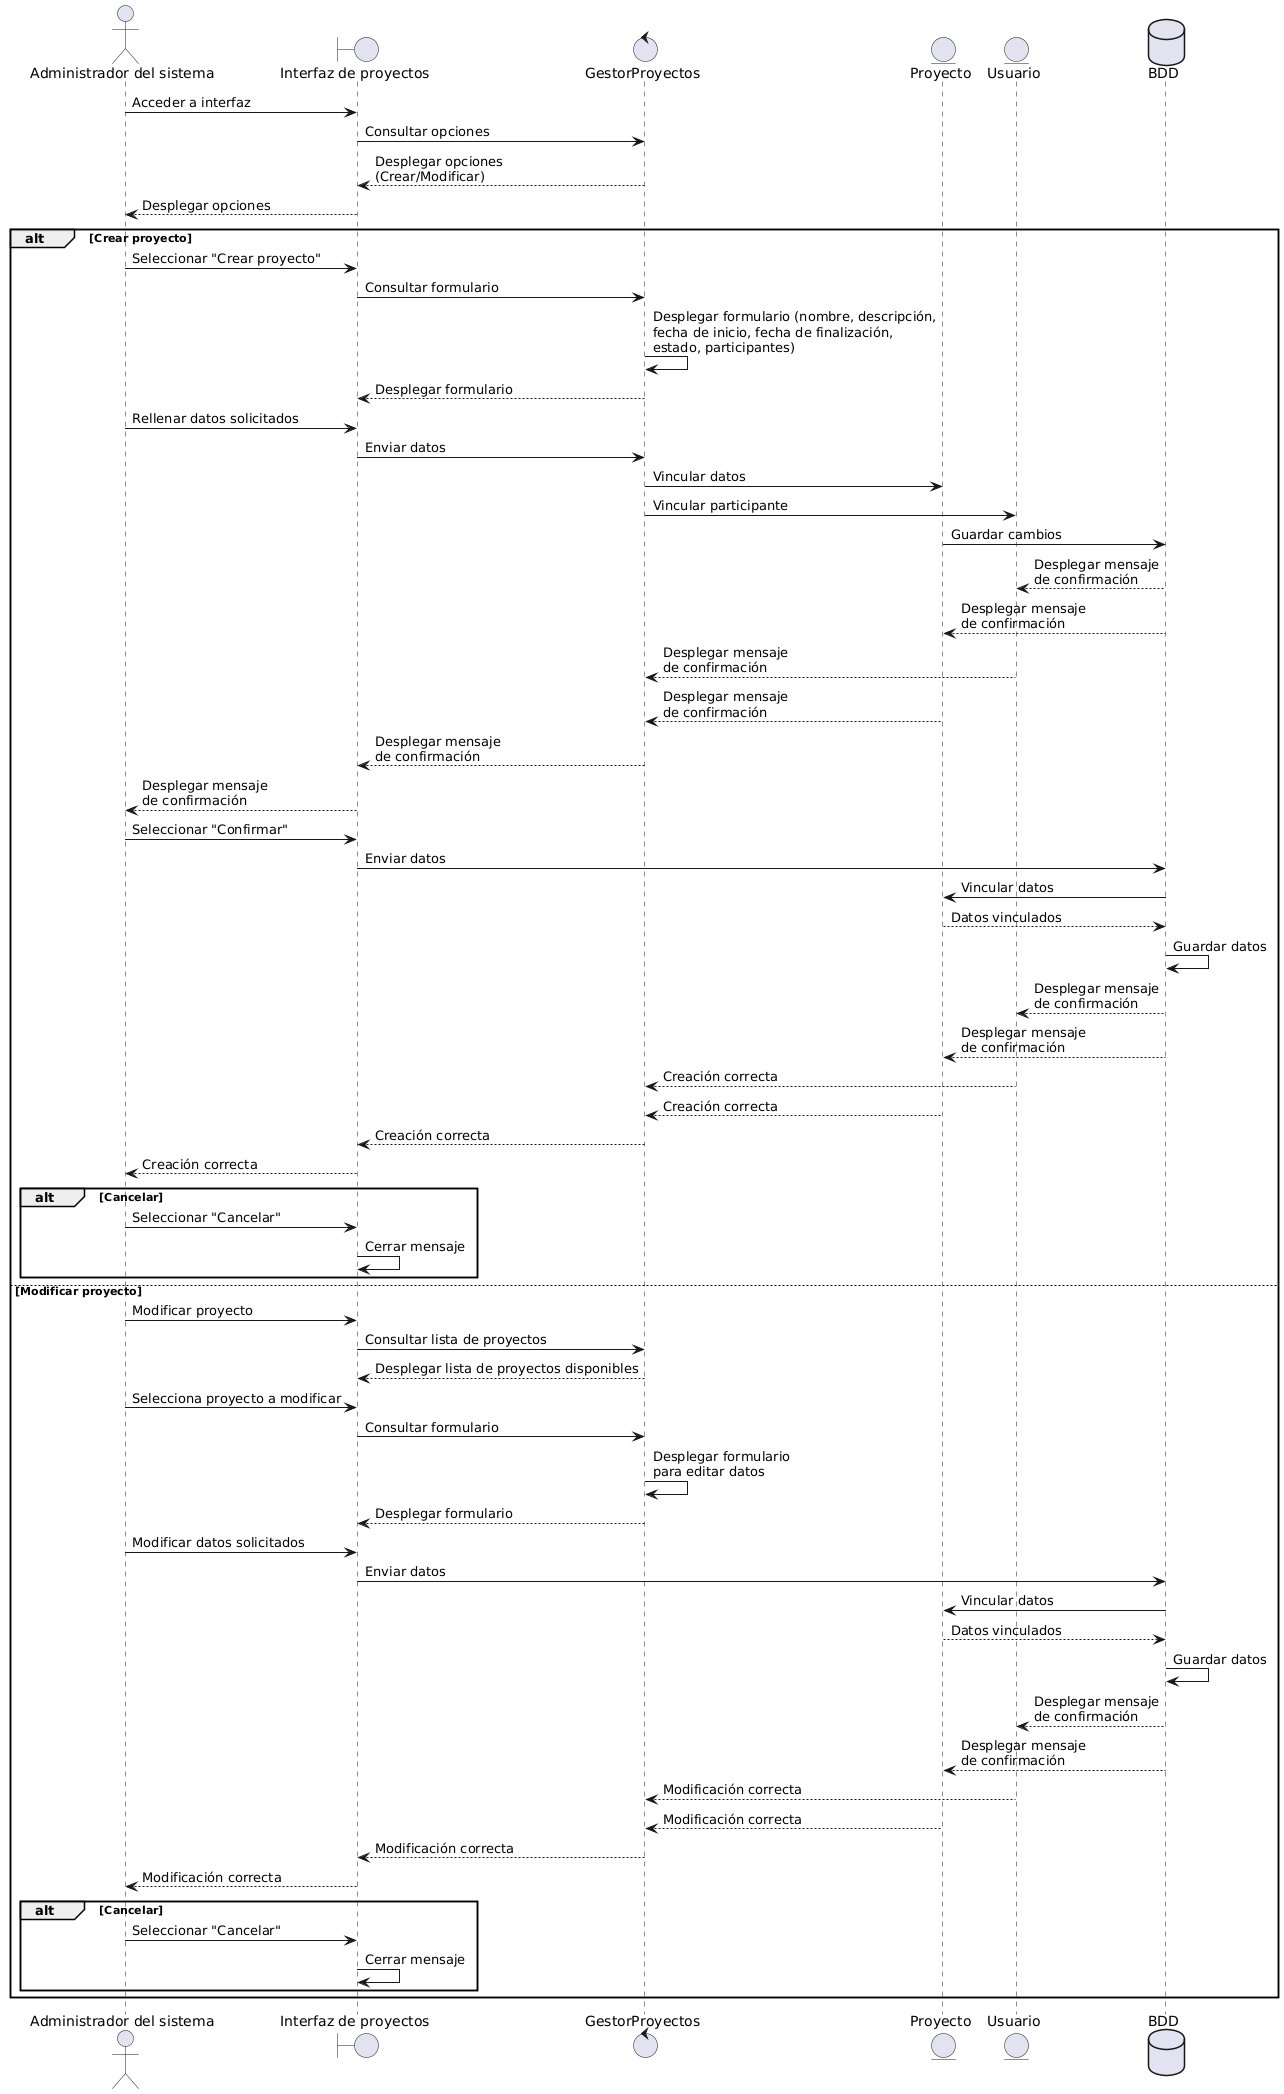 Administrador del sistema
Interfaz de proyectos
GestorProyectos
Proyecto
Usuario
BDD
Acceder a interfaz
Consultar opciones
Desplegar opciones
(Crear/Modificar)
Desplegar opciones
alt
[Crear proyecto]
Seleccionar "Crear proyecto"
Consultar formulario
Desplegar formulario (nombre, descripción,
fecha de inicio, fecha de finalización,
estado, participantes)
Desplegar formulario
Rellenar datos solicitados
Enviar datos
Vincular datos
Vincular participante
Guardar cambios
Desplegar mensaje
de confirmación
Desplegar mensaje
de confirmación
Desplegar mensaje
de confirmación
Desplegar mensaje
de confirmación
Desplegar mensaje
de confirmación
Desplegar mensaje
de confirmación
Seleccionar "Confirmar"
Enviar datos
Vincular datos
Datos vinculados
Guardar datos
Desplegar mensaje
de confirmación
Desplegar mensaje
de confirmación
Creación correcta
Creación correcta
Creación correcta
Creación correcta
alt
[Cancelar]
Seleccionar "Cancelar"
Cerrar mensaje
[Modificar proyecto]
Modificar proyecto
Consultar lista de proyectos
Desplegar lista de proyectos disponibles
Selecciona proyecto a modificar
Consultar formulario
Desplegar formulario
para editar datos
Desplegar formulario
Modificar datos solicitados
Enviar datos
Vincular datos
Datos vinculados
Guardar datos
Desplegar mensaje
de confirmación
Desplegar mensaje
de confirmación
Modificación correcta
Modificación correcta
Modificación correcta
Modificación correcta
alt
[Cancelar]
Seleccionar "Cancelar"
Cerrar mensaje
Administrador del sistema
Interfaz de proyectos
GestorProyectos
Proyecto
Usuario
BDD